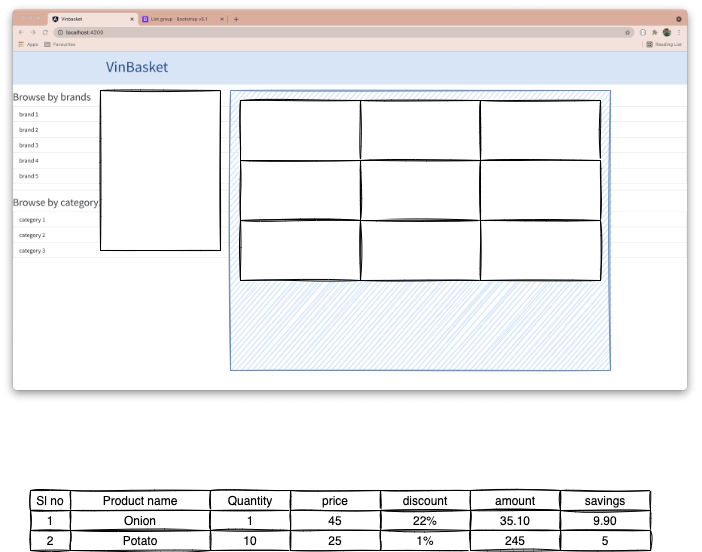 Vinbasket
List group · Bootstrap v5.1
localhost:4200
Apps Favourites Reading List
VinBasket
Browse by brands
brand 1
brand 2
brand 3
brand 4
brand 5
Browse by category
category 1
category 2
category 3
Sl no Product name Quantity price discount amount savings
1 Onion 1 45 22% 35.10 9.90
2 Potato 10 25 1% 245 5